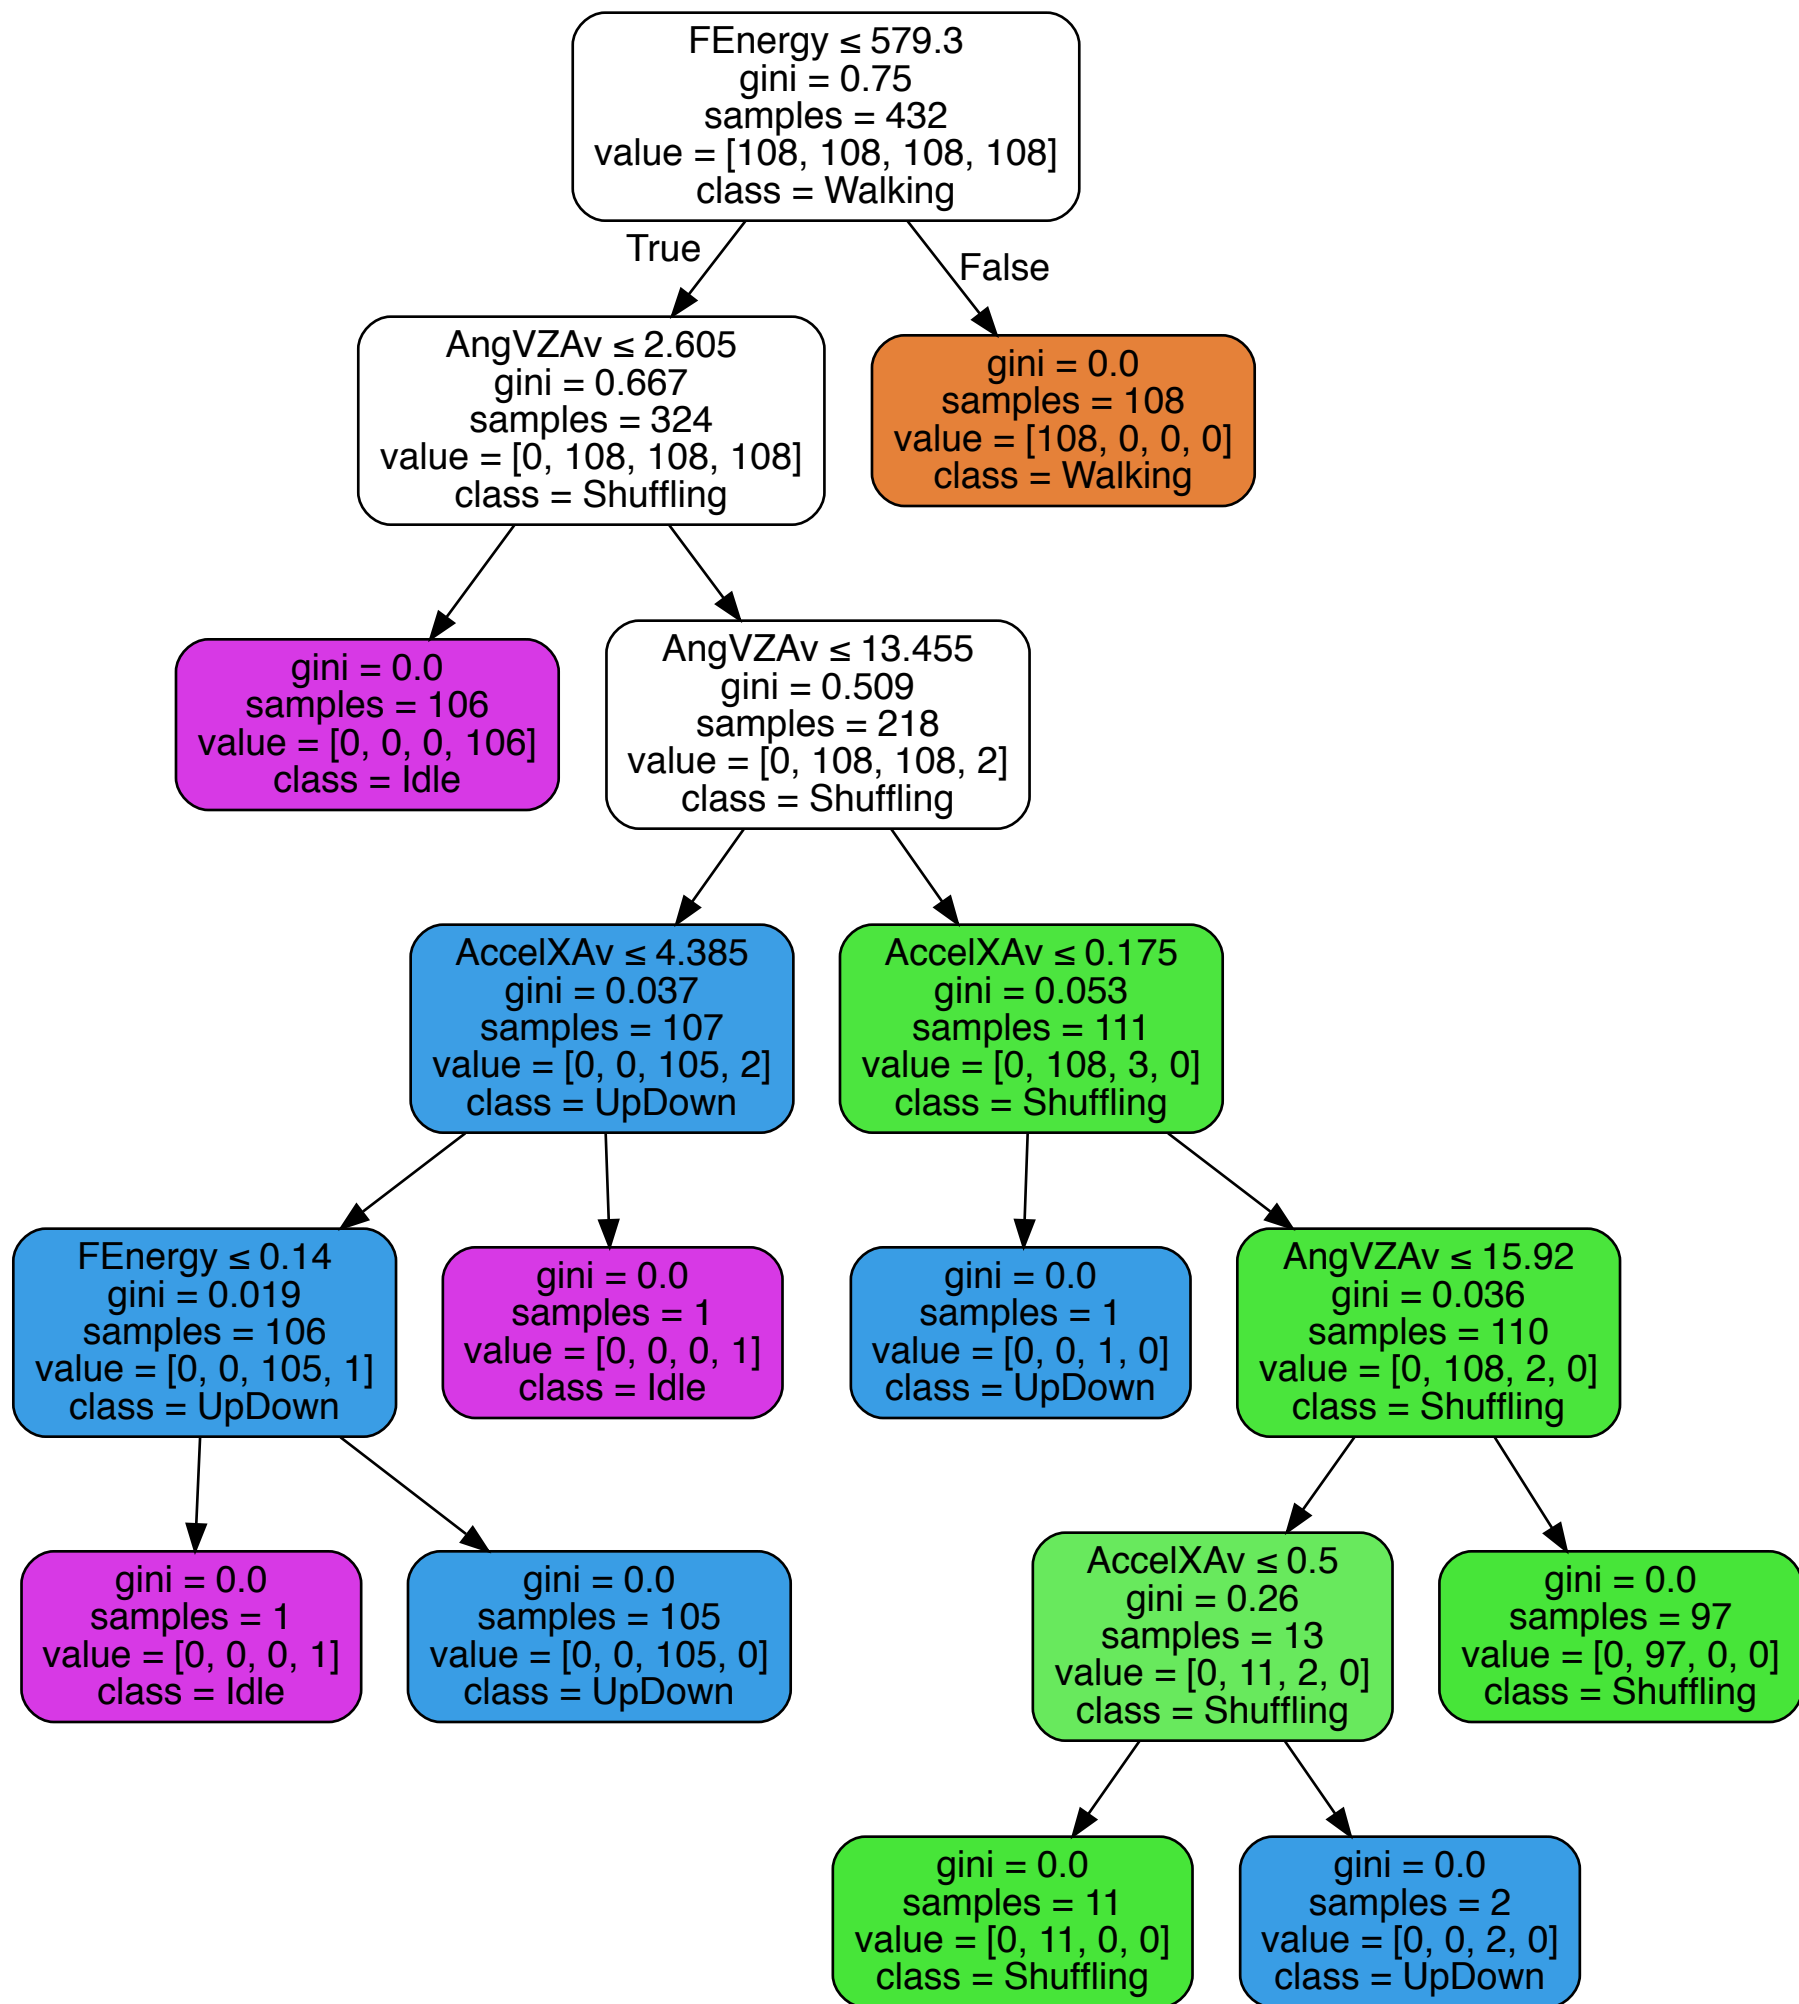 FEnergy ≤ 579.3
gini = 0.75
samples = 432
value = [108, 108, 108, 108]
class = Walking
True
False
AngVZAv ≤ 2.605
gini = 0.667
samples = 324
value = [0, 108, 108, 108]
class = Shuffling
gini = 0.0
samples = 108
value = [108, 0, 0, 0]
class = Walking
gini = 0.0
samples = 106
value = [0, 0, 0, 106]
class = Idle
AngVZAv ≤ 13.455
gini = 0.509
samples = 218
value = [0, 108, 108, 2]
class = Shuffling
AccelXAv ≤ 4.385
gini = 0.037
samples = 107
value = [0, 0, 105, 2]
class = UpDown
AccelXAv ≤ 0.175
gini = 0.053
samples = 111
value = [0, 108, 3, 0]
class = Shuffling
FEnergy ≤ 0.14
gini = 0.019
samples = 106
value = [0, 0, 105, 1]
class = UpDown
gini = 0.0
samples = 1
value = [0, 0, 0, 1]
class = Idle
gini = 0.0
samples = 1
value = [0, 0, 1, 0]
class = UpDown
AngVZAv ≤ 15.92
gini = 0.036
samples = 110
value = [0, 108, 2, 0]
class = Shuffling
gini = 0.0
samples = 1
value = [0, 0, 0, 1]
class = Idle
gini = 0.0
samples = 105
value = [0, 0, 105, 0]
class = UpDown
AccelXAv ≤ 0.5
gini = 0.26
samples = 13
value = [0, 11, 2, 0]
class = Shuffling
gini = 0.0
samples = 97
value = [0, 97, 0, 0]
class = Shuffling
gini = 0.0
samples = 11
value = [0, 11, 0, 0]
class = Shuffling
gini = 0.0
samples = 2
value = [0, 0, 2, 0]
class = UpDown